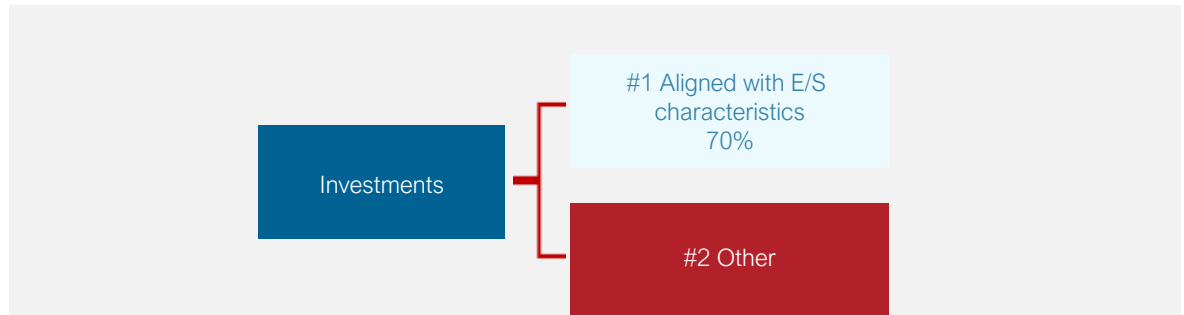 Investments
#1 Aligned with E/S
characteristics
70%
#2 Other